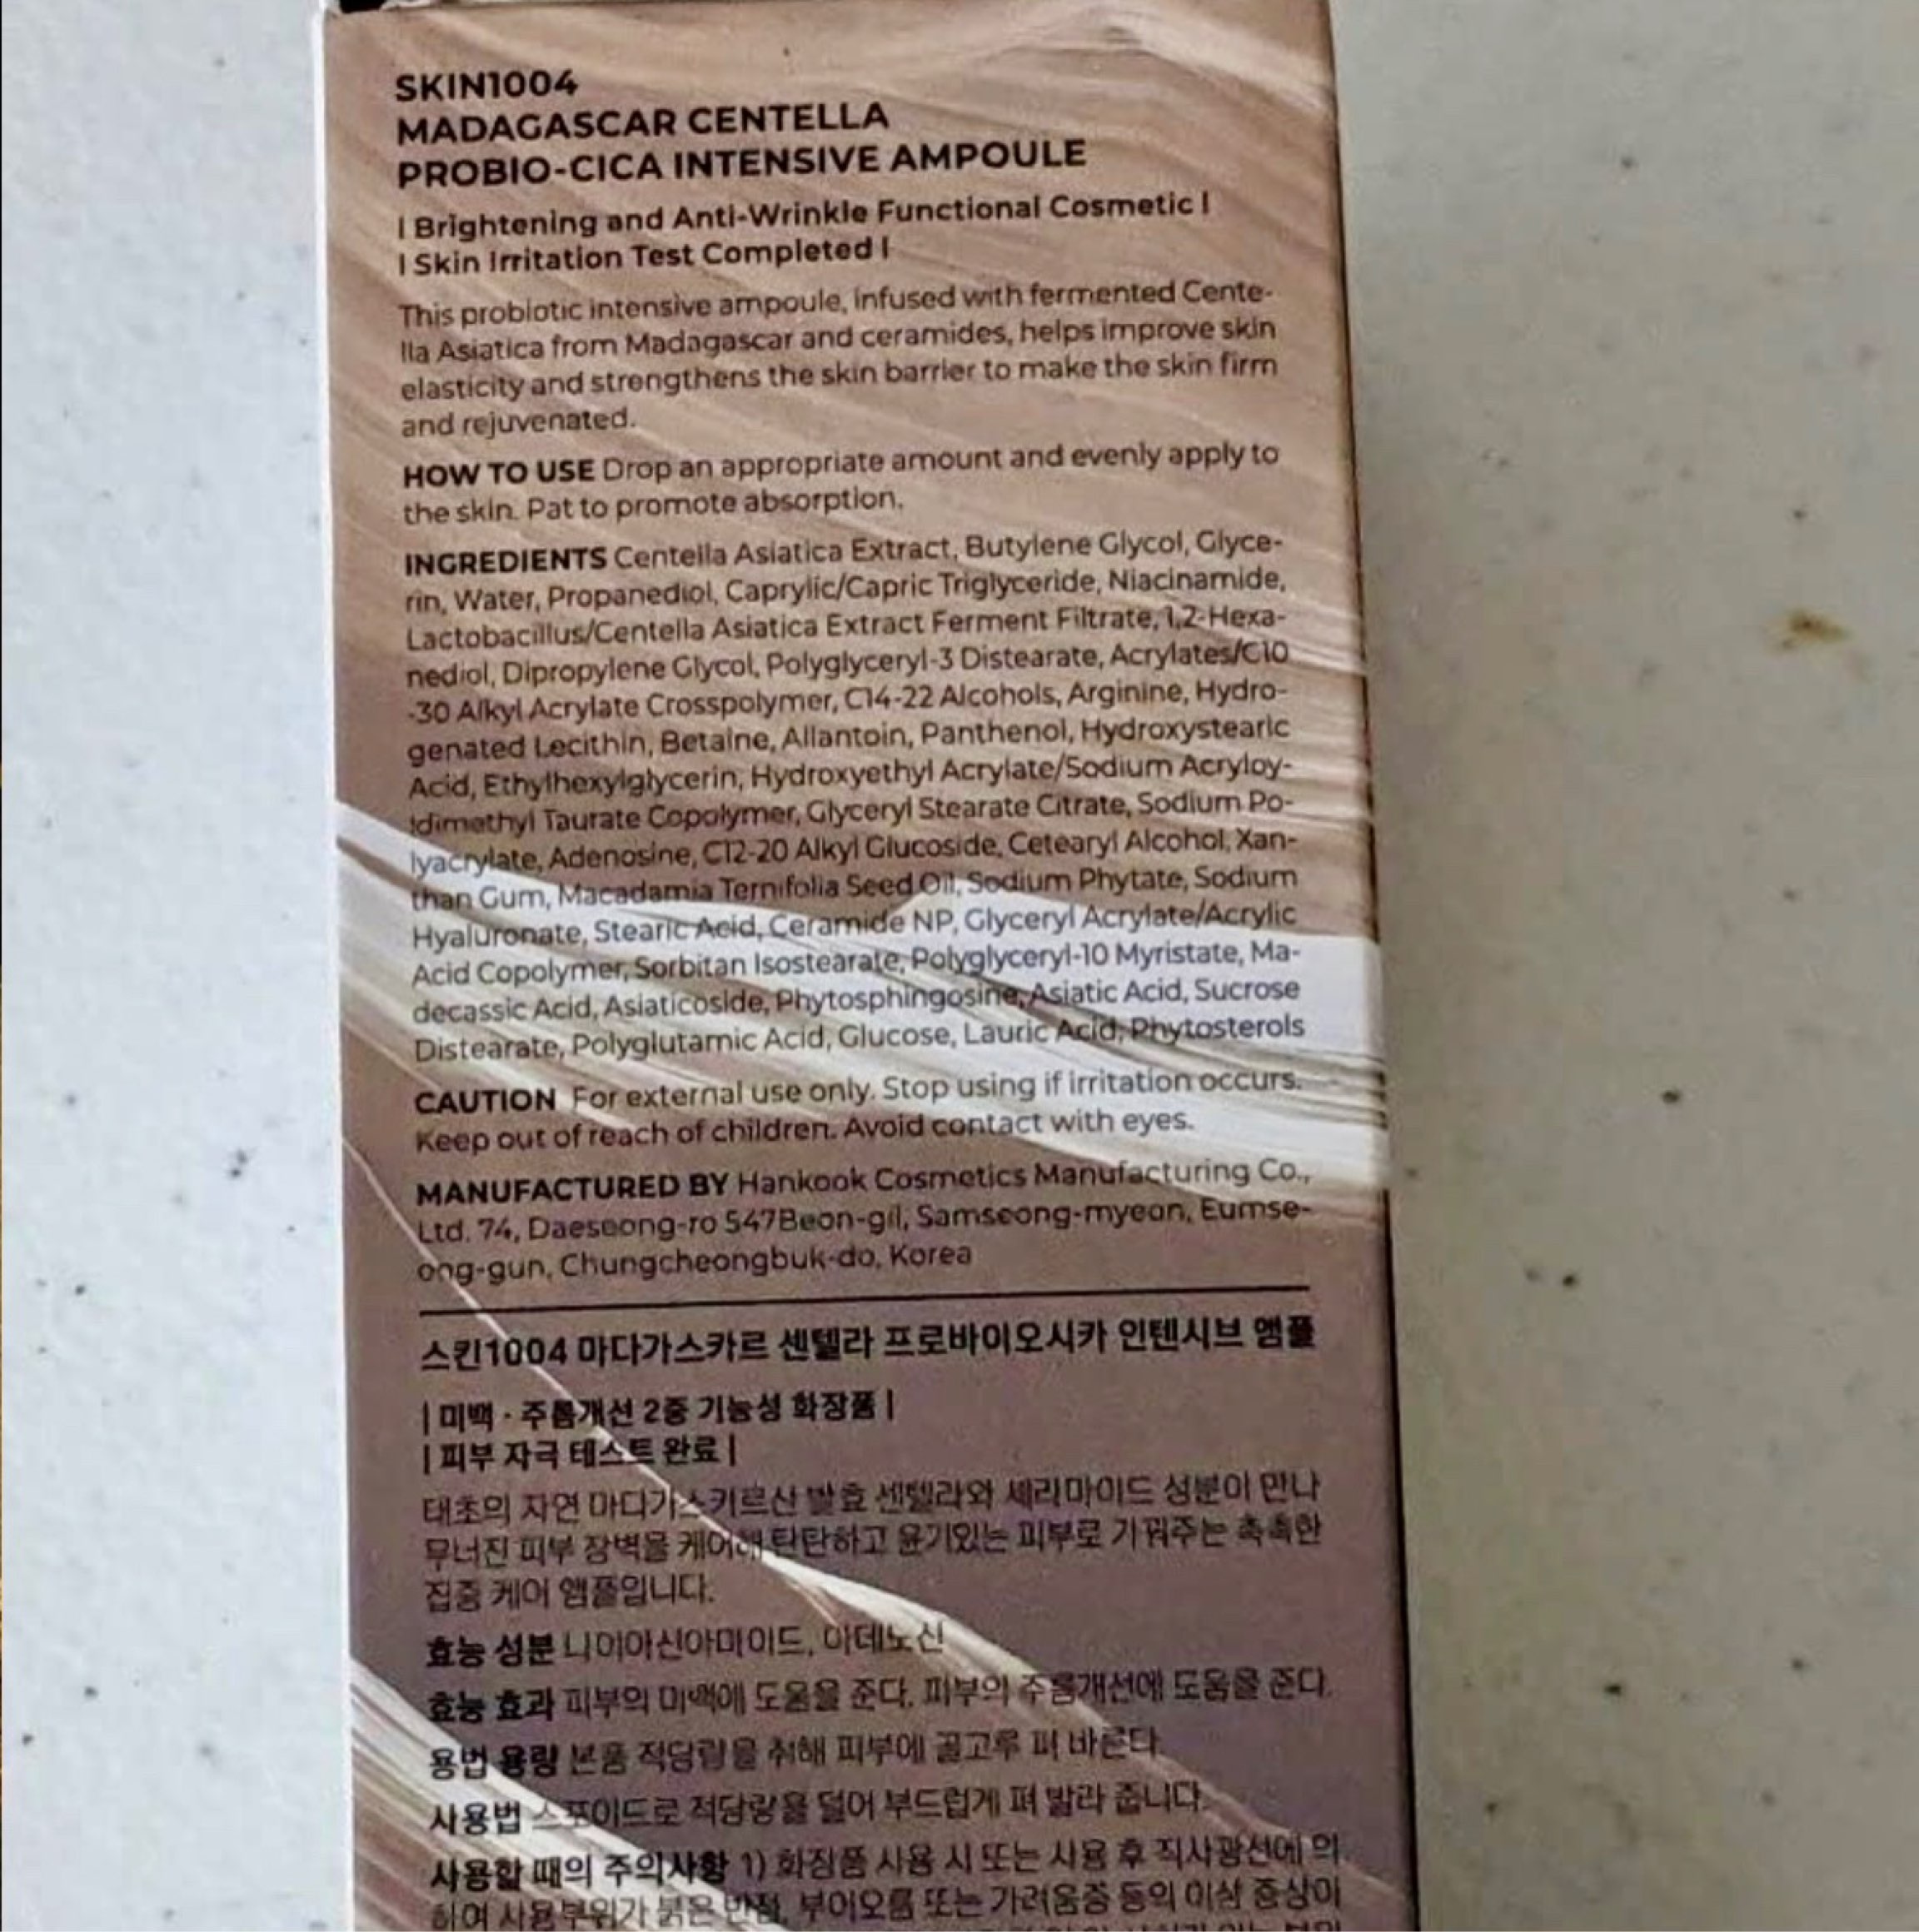 SKIN1004
MADAGASCAR CENTELLA
PROBIO-CICA INTENSIVE AMPOULE
| Brightening and Anti-Wrinkle Functional Cosmetic |
| Skin Irritation Test Completed |
This probiotic intensive ampoule, infused with fermented Cente-
lla Asiatica from Madagascar and ceramides, helps improve skin
elasticity and strengthens the skin barrier to make the skin firm
and rejuvenated.
HOW TO USE Drop an appropriate amount and evenly apply to
the skin. Pat to promote absorption.
INGREDIENTS Centella Asiatica Extract, Butylene Glycol, Glyce-
rin, Water, Propanediol, Caprylic/Capric Triglyceride, Niacinamide,
Lactobacillus/Centella Asiatica Extract Ferment Filtrate, 1,2-Hexa-
nediol, Dipropylene Glycol, Polyglyceryl-3 Distearate, Acrylates/C10
-30 Alkyl Acrylate Crosspolymer, C14-22 Alcohols, Arginine, Hydro-
genated Lecithin, Betaine, Allantoin, Panthenol, Hydroxystearic
Acid, Ethylhexylglycerin, Hydroxyethyl Acrylate/Sodium Acryloy-
ldimethyl Taurate Copolymer, Glyceryl Stearate Citrate, Sodium Po-
lyacrylate, Adenosine, C12-20 Alkyl Glucoside, Cetearyl Alcohol, Xan-
than Gum, Macadamia Ternifolia Seed Oil, Sodium Phytate, Sodium
Hyaluronate, Stearic Acid, Ceramide NP, Glyceryl Acrylate/Acrylic
Acid Copolymer, Sorbitan Isostearate, Polyglyceryl-10 Myristate, Ma-
decassic Acid, Asiaticoside, Phytosphingosine, Asiatic Acid, Sucrose
Distearate, Polyglutamic Acid, Glucose, Lauric Acid, Phytosterols
CAUTION For external use only. Stop using if irritation occurs.
Keep out of reach of children. Avoid contact with eyes.
MANUFACTURED BY Hankook Cosmetics Manufacturing Co.,
Ltd. 74, Daeseong-ro 547Beon-gil, Samseong-myeon, Eumse-
ong-gun, Chungcheongbuk-do, Korea
스킨1004 마다가스카르 센텔라 프로바이오시카 인텐시브 앰플
| 미백 · 주름개선 2중 기능성 화장품 |
| 피부 자극 테스트 완료 |
태초의 자연 마다가스카르산 발효 센텔라와 세라마이드 성분이 만나
무너진 피부 장벽을 케어해 탄탄하고 윤기있는 피부로 가꿔주는 촉촉한
집중 케어 앰플입니다.
효능 성분 나이아신아마이드, 아데노신
효능 효과 피부의 미백에 도움을 준다. 피부의 주름개선에 도움을 준다.
용법 용량 본품 적당량을 취해 피부에 골고루 펴 바른다.
사용법 스포이드로 적당량을 덜어 부드럽게 펴 발라 줍니다.
사용할 때의 주의사항 1) 화장품 사용 시 또는 사용 후 직사광선에 의
하여 사용부위가 붉은 반점, 부어오름 또는 가려움증 등의 이상 증상이